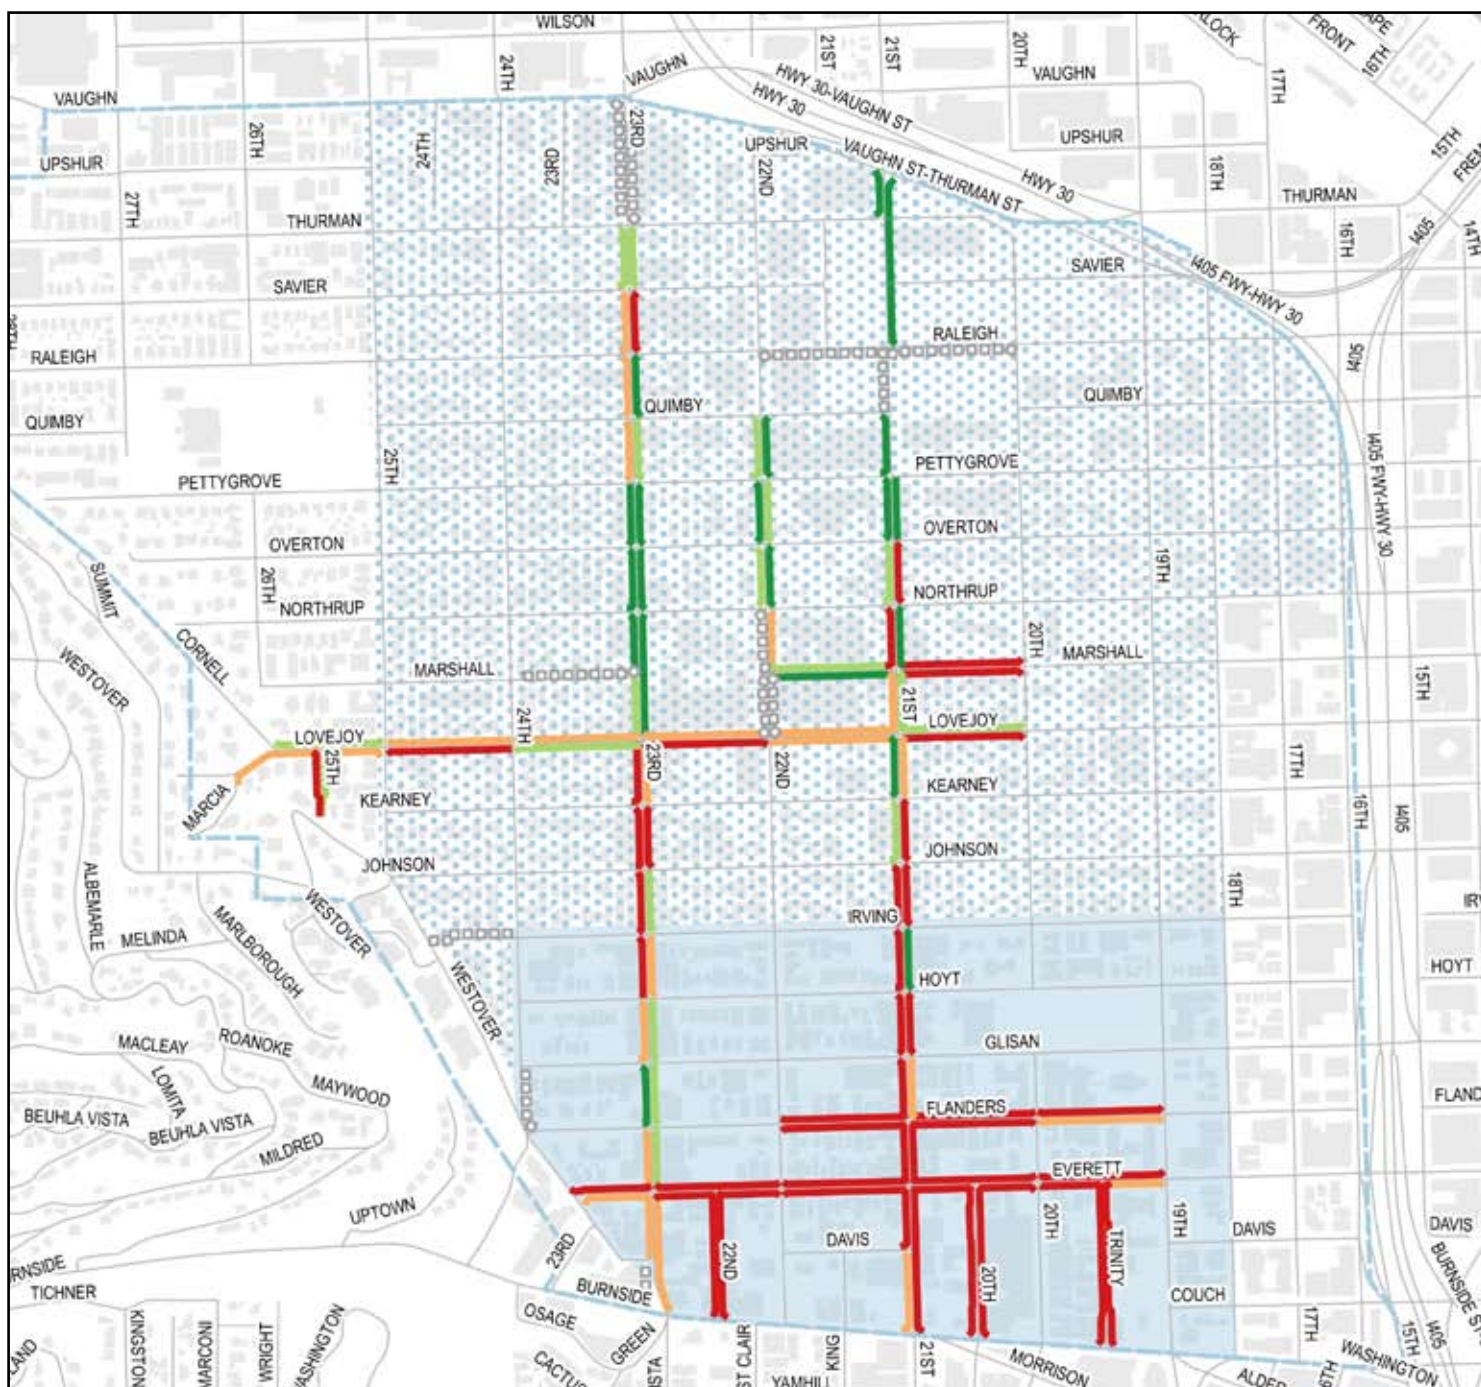 WILSON
FRONT
16TH
VAUGHN
24TH
21ST
21ST
20TH
VAUGHN
HWY 30-VAUGHN ST
HWY 30
17TH
VAUGHN
23RD
UPSHUR
26TH
24TH
23RD
UPSHUR
22ND
VAUGHN ST-THURMAN ST
HWY 30
UPSHUR
18TH
15TH
27TH
THURMAN
THURMAN
16TH
I405
14TH
SAVIER
SAVIER
I405 FWY-HWY 30
RALEIGH
RALEIGH
I405
QUIMBY
QUIMBY
QUIMBY
PETTYGROVE
25TH
PETTYGROVE
I405 FWY-HWY 30
OVERTON
OVERTON
SUMMIT
26TH
NORTHRUP
NORTHRUP
19TH
CORNELL
WESTOVER
MARSHALL
20TH
MARSHALL
15TH
LOVEJOY
24TH
21ST
LOVEJOY
25TH
23RD
22ND
17TH
MARCIA
KEARNEY
KEARNEY
16TH
I405
JOHNSON
JOHNSON
ALBEMARLE
WESTOVER
IRVING
18TH
MELINDA
MARLBOROUGH
WESTOVER
HOYT
HOYT
MACLEAY
ROANOKE
GLISAN
LOMITA
MAYWOOD
BEUHLA VISTA
BEUHLA VISTA
FLANDERS
MILDRED
EVERETT
UPTOWN
23RD
22ND
DAVIS
20TH
20TH
TRINITY
19TH
DAVIS
DAVIS
TICHNER
BURNSIDE
COUCH
KINGSTON
MARCONI
WRIGHT
WASHINGTON
OSAGE
GREEN
ST CLAIR
KING
21ST
MORRISON
17TH
15TH
I405
WASHINGTON
YAMHILL